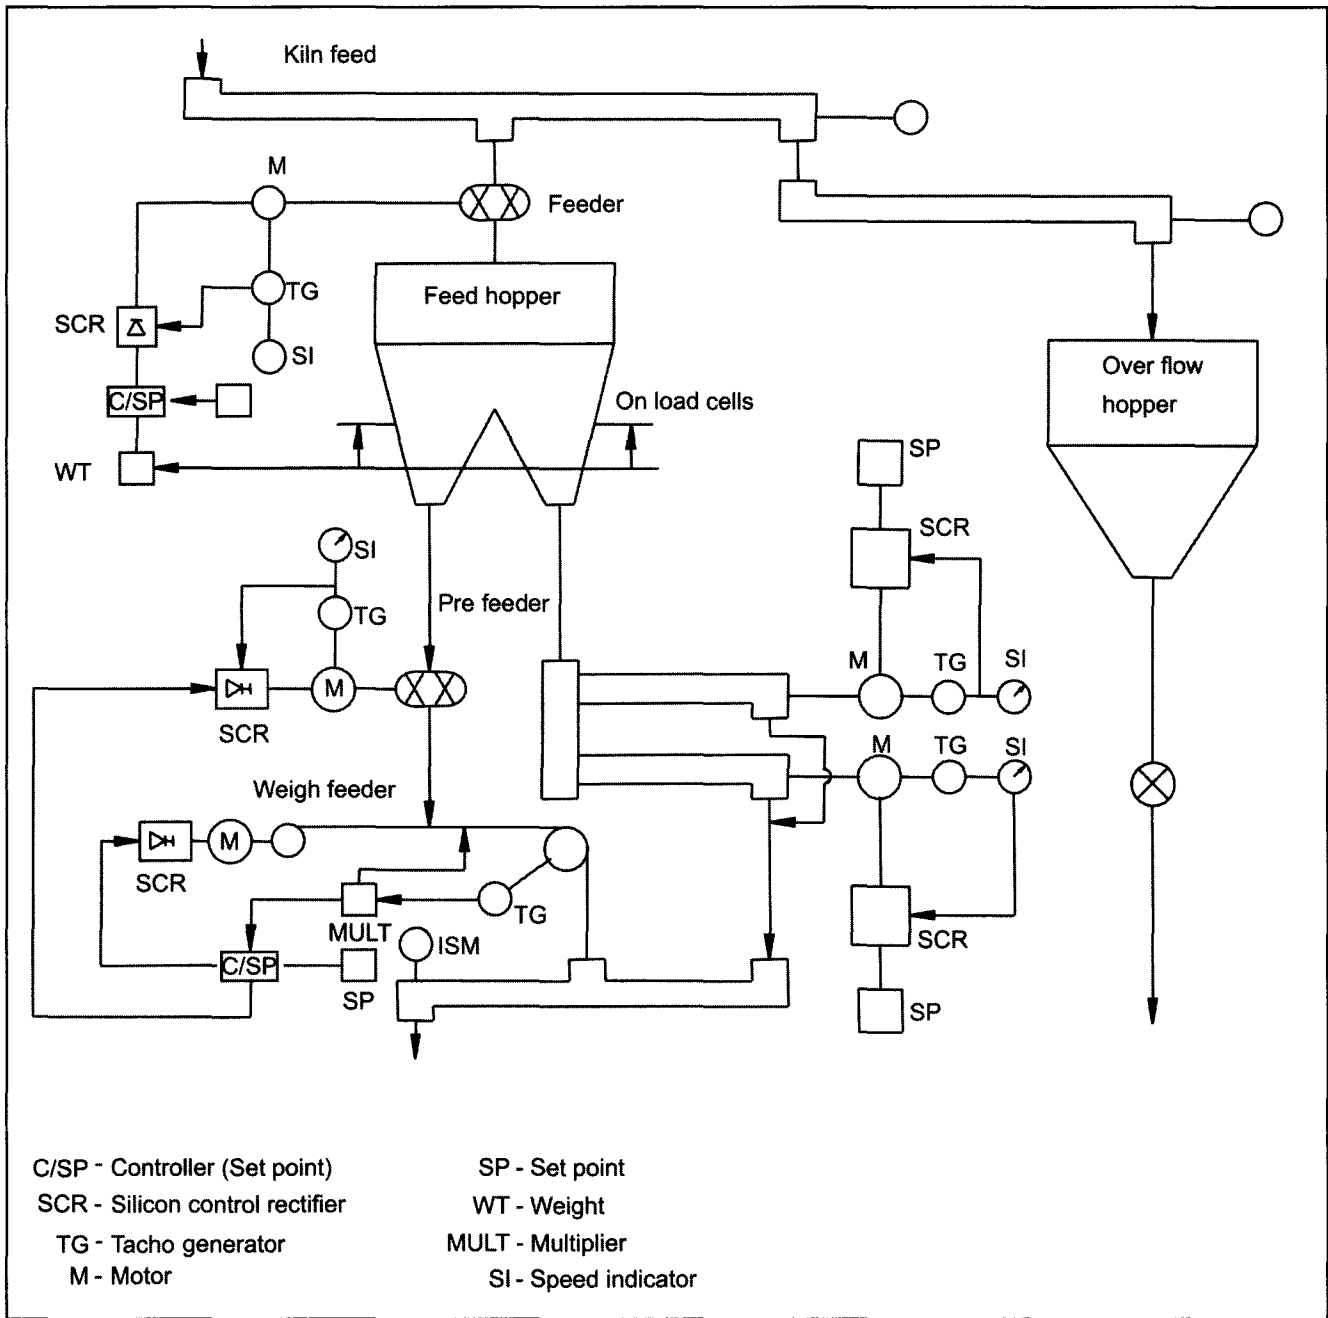 Kiln feed
M
Feeder
TG
Feed hopper
SCR
SI
Over flow
hopper
C/SP
On load cells
WT
SP
SCR
SI
Pre feeder
TG
M
TG
SI
M
SCR
M
TG
SI
Weigh feeder
M
SCR
TG
MULT
ISM
SCR
C/SP
SP
SP
C/SP - Controller (Set point)
SCR - Silicon control rectifier
TG - Tacho generator
M - Motor
SP - Set point
WT - Weight
MULT - Multiplier
SI - Speed indicator